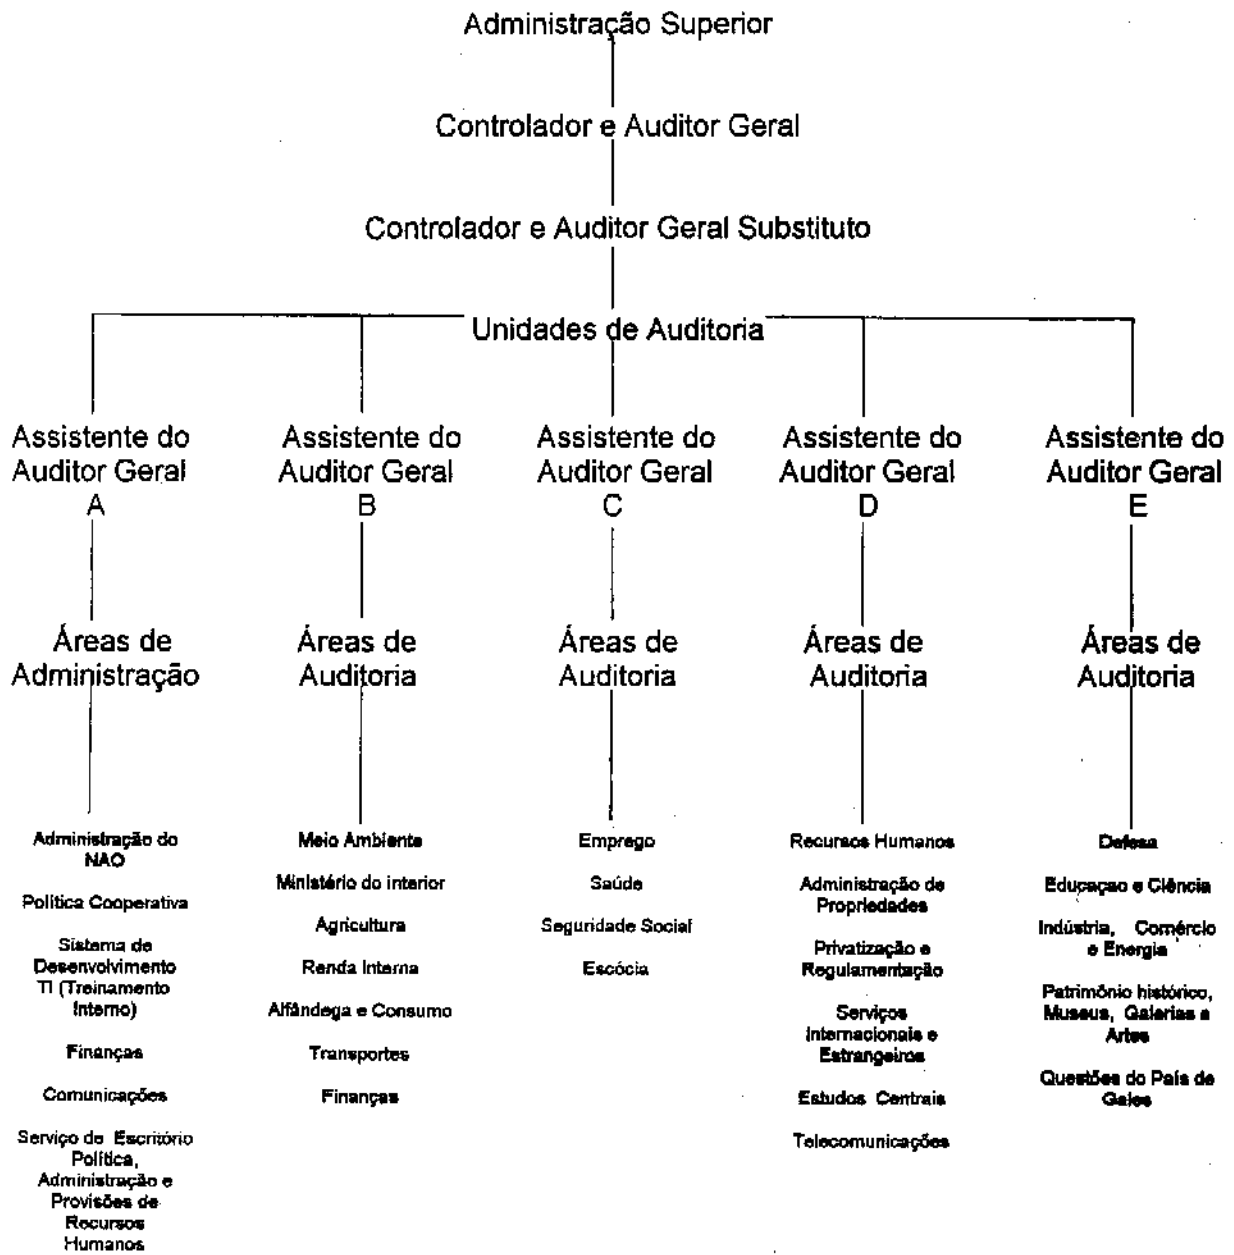 Administração Superior
Controlador e Auditor Geral
Controlador e Auditor Geral Substituto
Unidades de Auditoria
Assistente do
Auditor Geral
A
Assistente do
Auditor Geral
B
Assistente do
Auditor Geral
C
Assistente do
Auditor Geral
D
Assistente do
Auditor Geral
E
Áreas de
Administração
Áreas de
Auditoria
Áreas de
Auditoria
Áreas de
Auditoria
Áreas de
Auditoria
Administração do
NAO
Política Cooperativa
Sistema de
Desenvolvimento
TI (Treinamento
Interno)
Finanças
Comunicações
Serviço de Escritório
Política,
Administração e
Provisões de
Recursos
Humanos
Meio Ambiente
Ministério do interior
Agricultura
Renda Interna
Alfândega e Consumo
Transportes
Finanças
Emprego
Saúde
Seguridade Social
Escócia
Recursos Humanos
Administração de
Propriedades
Privatização e
Regulamentação
Serviços
Internacionais e
Estrangeiros
Estudos Centrais
Telecomunicações
Defesa
Educaçao e Ciência
Indústria, Comércio
e Energia
Patrimônio histórico,
Museus, Galerias e
Artes
Questões do País de
Gales